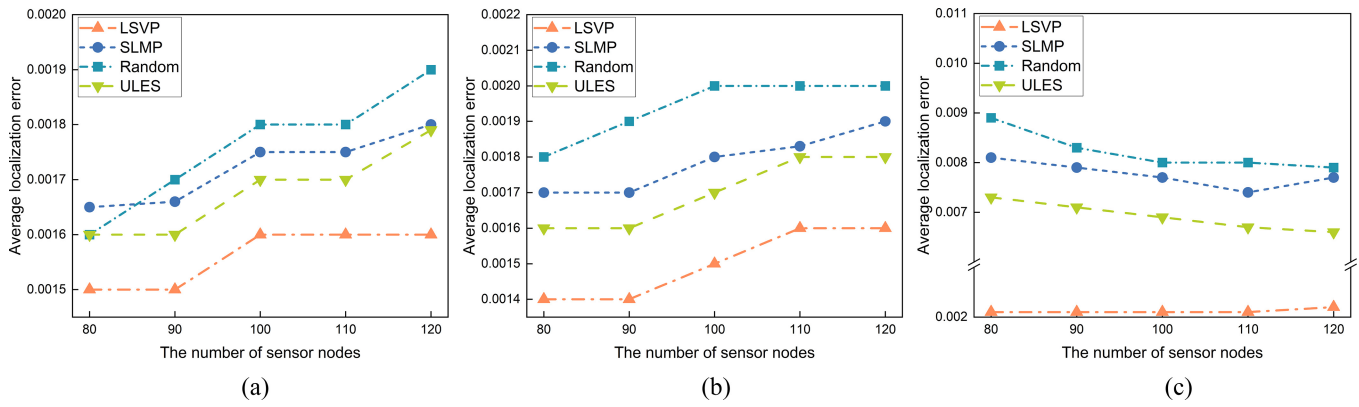 0.0020
0.0019
0.0018
0.0017
0.0016
0.0015
Average localization error
LSVP
SLMP
Random
ULES
80 90 100 110 120
The number of sensor nodes
(a)
0.0022
0.0021
0.0020
0.0019
0.0018
0.0017
0.0016
0.0015
0.0014
Average localization error
LSVP
SLMP
Random
ULES
80 90 100 110 120
The number of sensor nodes
(b)
0.011
0.010
0.009
0.008
0.007
0.002
Average localization error
LSVP
SLMP
Random
ULES
80 90 100 110 120
The number of sensor nodes
(c)